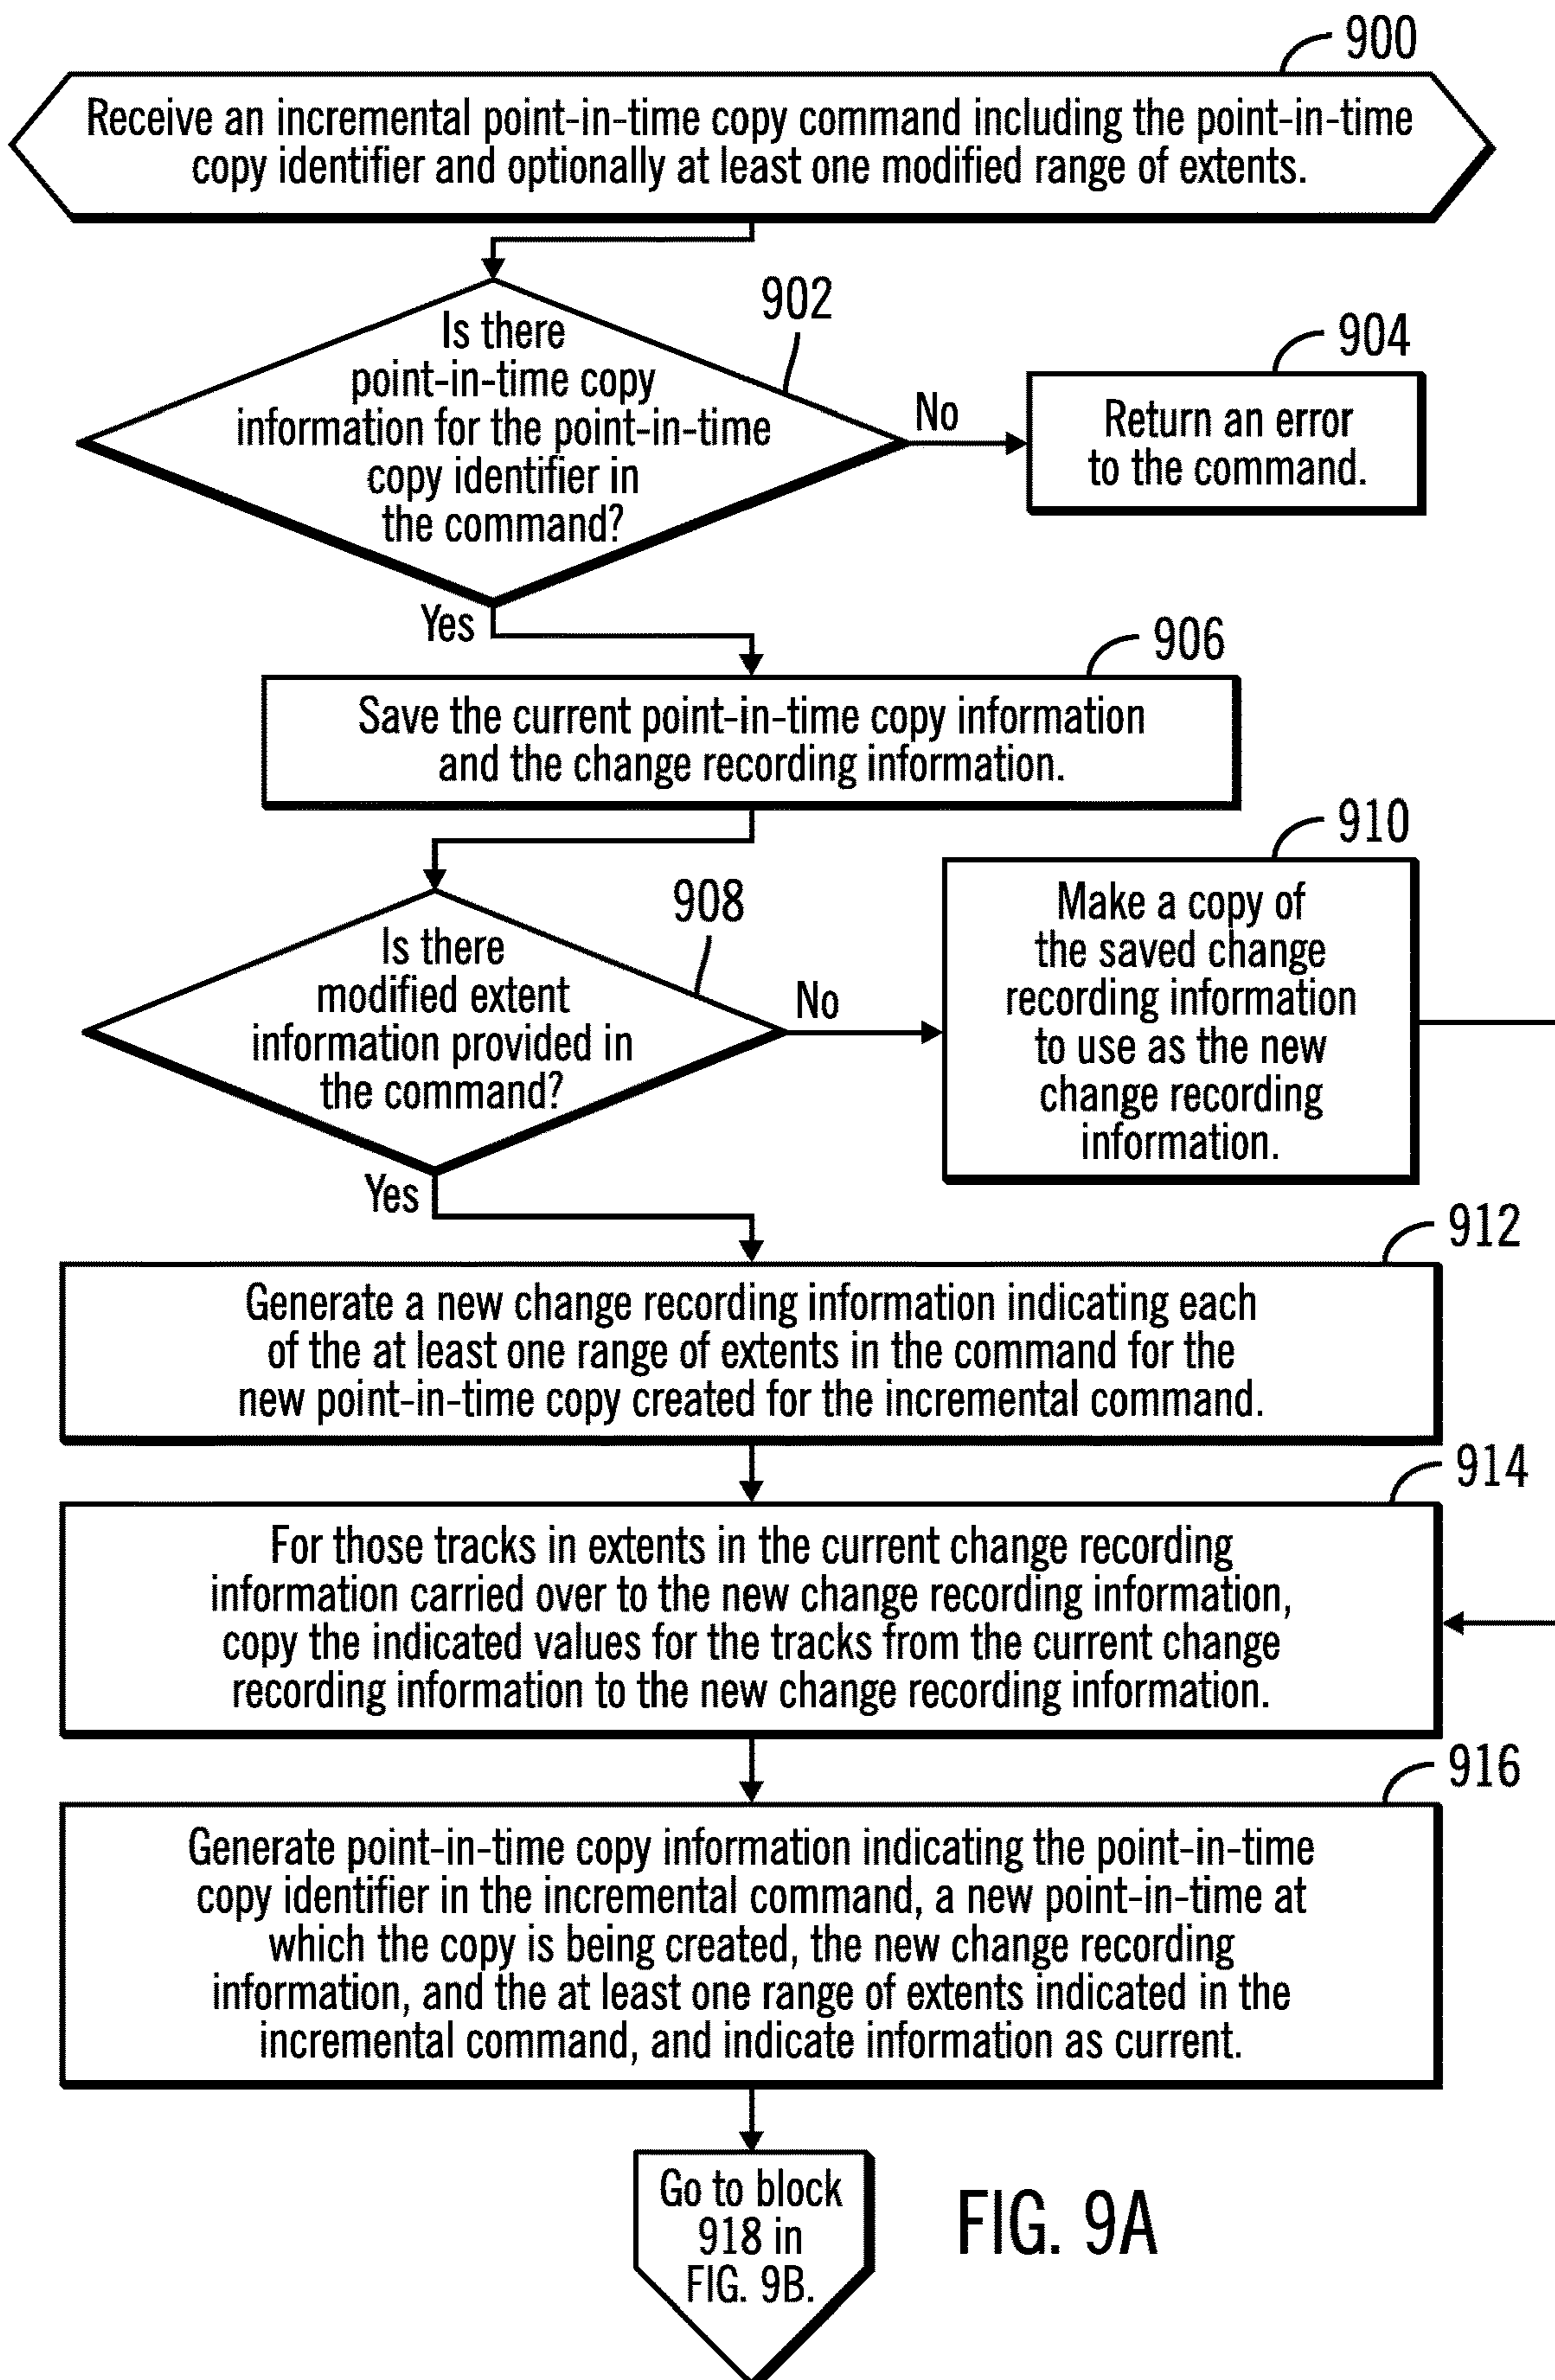 900
Receive an incremental point-in-time copy command including the point-in-time
copy identifier and optionally at least one modified range of extents.
902
Is there
point-in-time copy
information for the point-in-time
copy identifier in
the command?
No
904
Return an error
to the command.
Yes
906
Save the current point-in-time copy information
and the change recording information.
908
Is there
modified extent
information provided in
the command?
No
910
Make a copy of
the saved change
recording information
to use as the new
change recording
information.
Yes
912
Generate a new change recording information indicating each
of the at least one range of extents in the command for the
new point-in-time copy created for the incremental command.
914
For those tracks in extents in the current change recording
information carried over to the new change recording information,
copy the indicated values for the tracks from the current change
recording information to the new change recording information.
916
Generate point-in-time copy information indicating the point-in-time
copy identifier in the incremental command, a new point-in-time at
which the copy is being created, the new change recording
information, and the at least one range of extents indicated in the
incremental command, and indicate information as current.
Go to block
918 in
FIG. 9B.
FIG. 9A